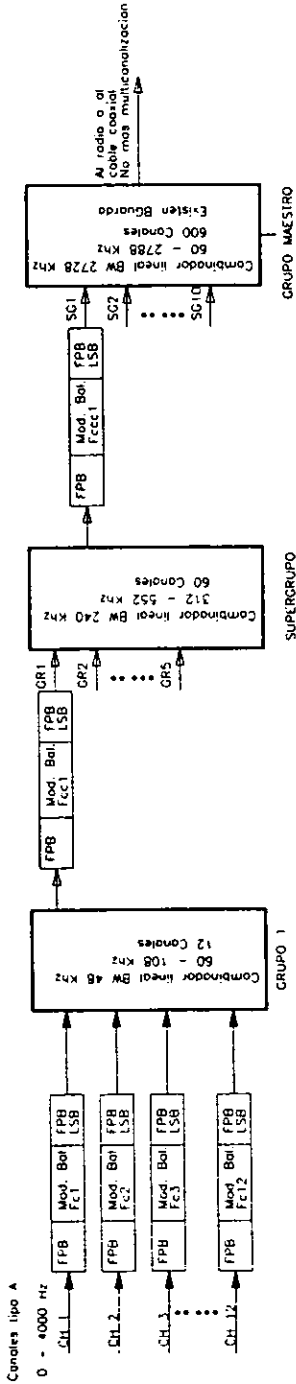 Canales tipo A
0 - 4000 Hz
CH 1
FPB
Mod. Bal
Fc1
FPB
LSB
CH 2
FPB
Mod. Bal
Fc2
FPB
LSB
CH 3
FPB
Mod. Bal
Fc3
FPB
LSB
CH 12
FPB
Mod. Bal
Fc12
FPB
LSB
Combinador lineal BW 48 Khz
60 - 108 Khz
12 Canales
GRUPO 1
FPB
Mod. Bal.
Fcc1
FPB
LSB
GR1
GR2
GR5
Combinador lineal BW 240 Khz
312 - 552 Khz
60 Canales
SUPERGRUPO
FPB
Mod. Bal.
Fccc1
FPB
LSB
SG1
SG2
SG10
Combinador lineal BW 2728 Khz
60 - 2788 Khz
600 Canales
Existen BGuarda
GRUPO MAESTRO
Al radio o al
cable coaxial
No mas multicanalizacion